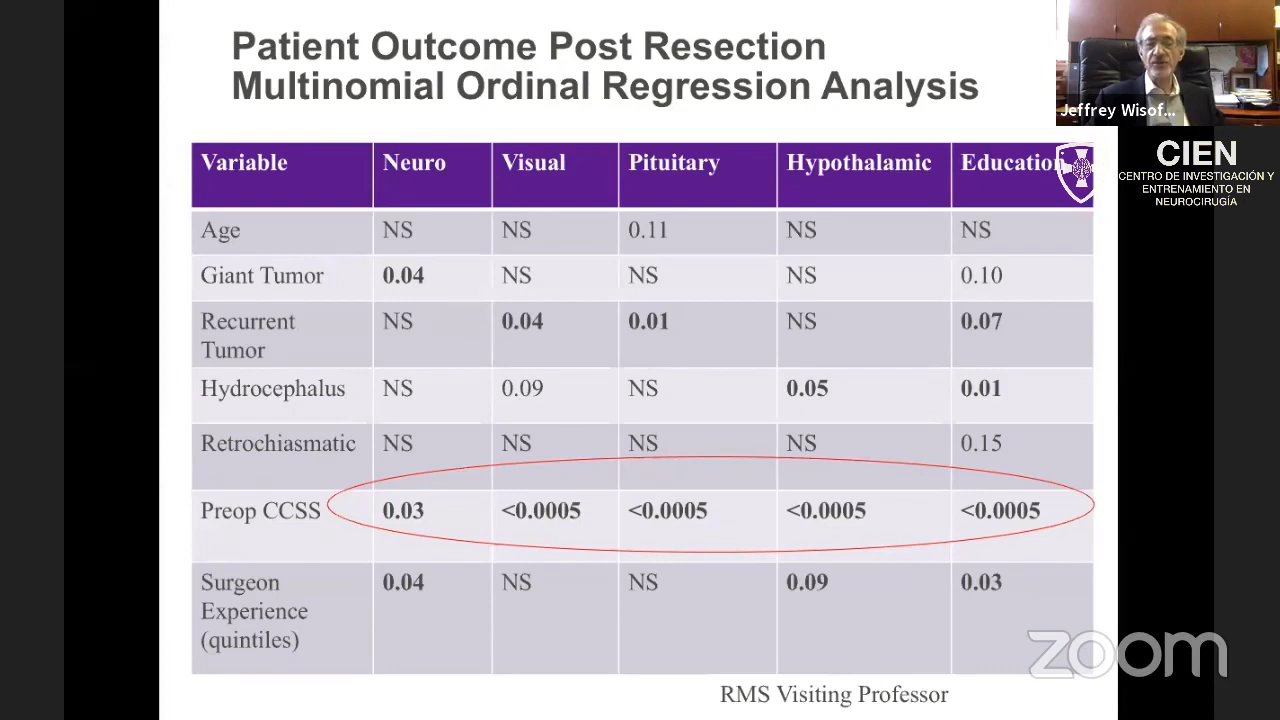 Patient Outcome Post Resection
Multinomial Ordinal Regression Analysis
Jeffrey Wisof...
CIEN
CENTRO DE INVESTIGACIÓN Y
ENTRENAMIENTO EN
NEUROCIRUGÍA
Variable Neuro Visual Pituitary Hypothalamic Education
Age NS NS 0.11 NS NS
Giant Tumor 0.04 NS NS NS 0.10
Recurrent Tumor NS 0.04 0.01 NS 0.07
Hydrocephalus NS 0.09 NS 0.05 0.01
Retrochiasmatic NS NS NS NS 0.15
Preop CCSS 0.03 <0.0005 <0.0005 <0.0005 <0.0005
Surgeon Experience (quintiles) 0.04 NS NS 0.09 0.03
zoom
RMS Visiting Professor